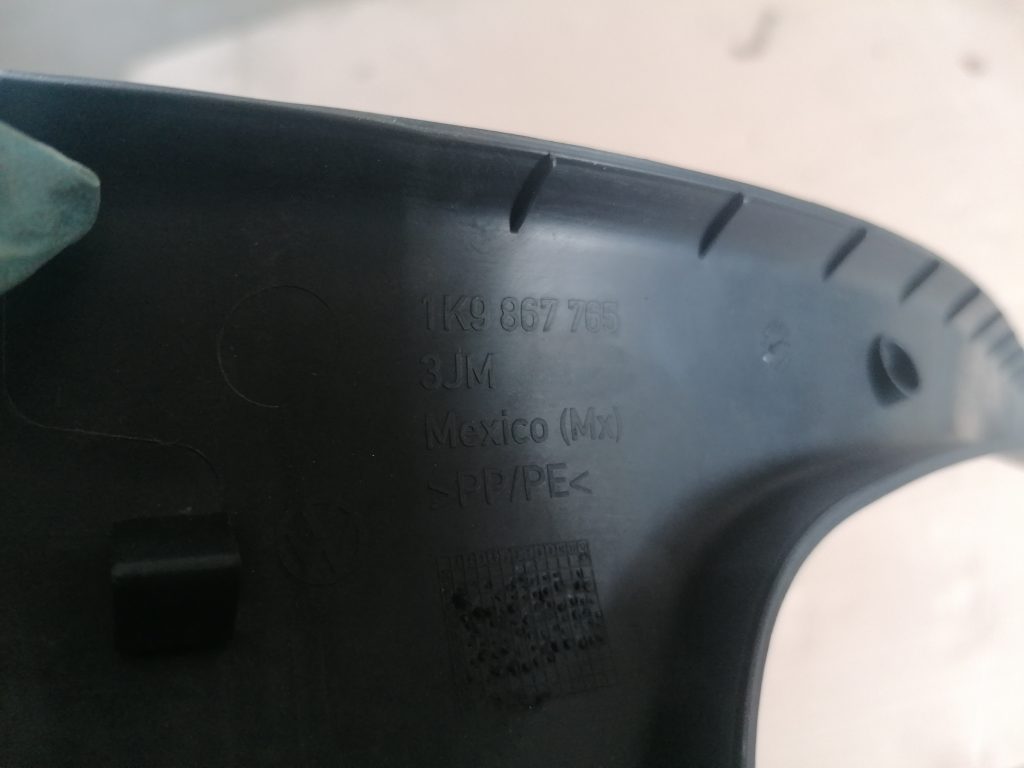 1K9 867 765
3JM
Mexico (Mx)
>PP/PE<